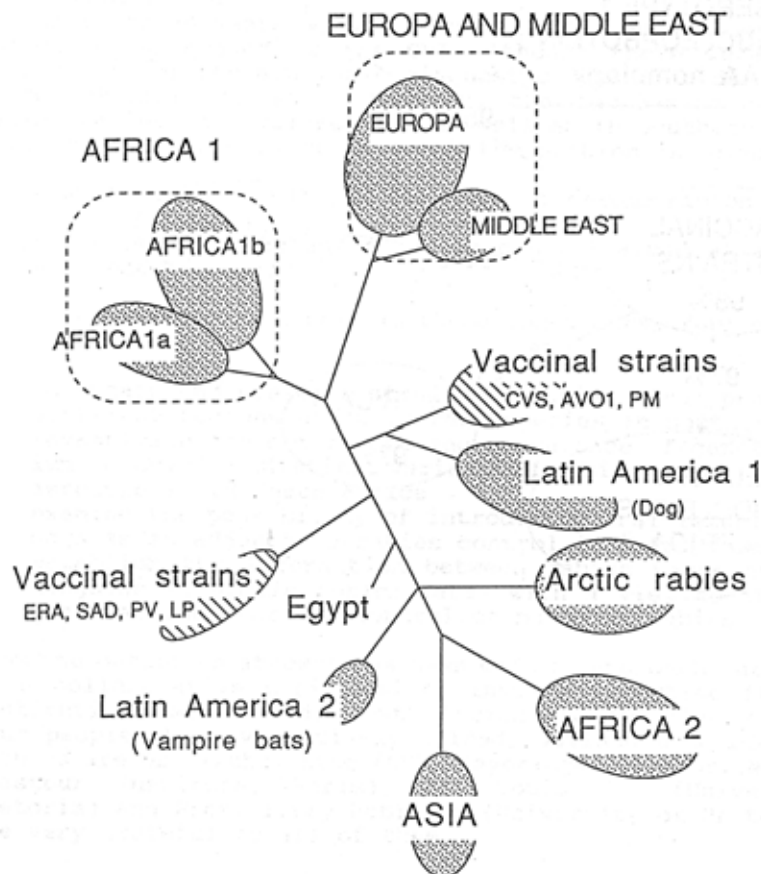 EUROPA AND MIDDLE EAST
EUROPA
AFRICA 1
MIDDLE EAST
AFRICA1b
AFRICA1a
Vaccinal strains
CVS, AVO1, PM
Latin America 1
(Dog)
Vaccinal strains
ERA, SAD, PV, LP
Egypt
Arctic rabies
Latin America 2
(Vampire bats)
AFRICA 2
ASIA